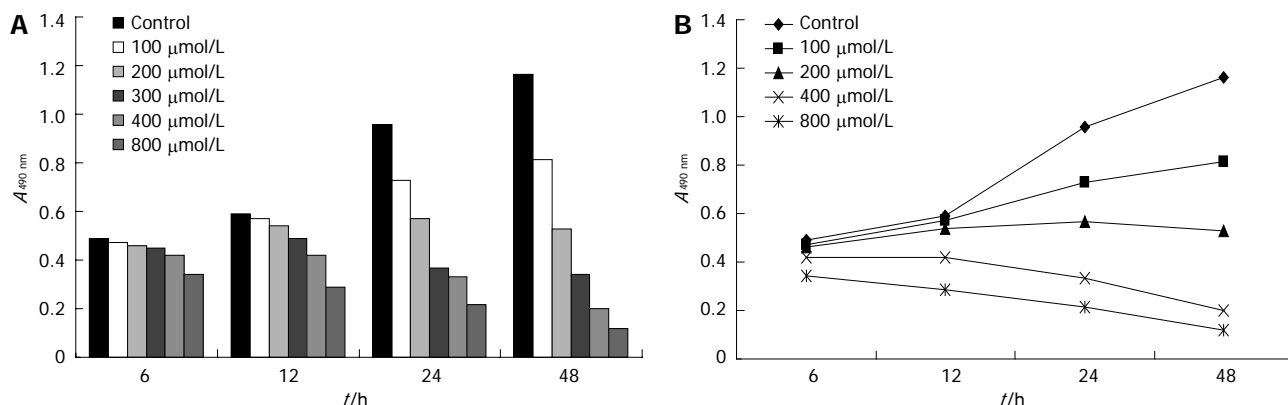 A
1.4
1.2
1.0
0.8
0.6
0.4
0.2
0
A490 nm
Control
100 μmol/L
200 μmol/L
300 μmol/L
400 μmol/L
800 μmol/L
6 12 24 48
t/h
B
1.4
1.2
1.0
0.8
0.6
0.4
0.2
0
A490 nm
Control
100 μmol/L
200 μmol/L
400 μmol/L
800 μmol/L
6 12 24 48
t/h